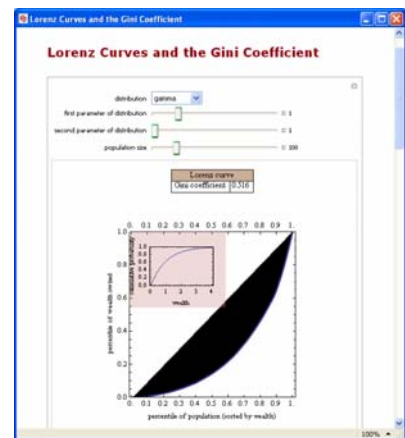 Lorenz Curves and the Gini Coefficient
Lorenz Curves and the Gini Coefficient
distribution gamma
first parameter of distribution 1
second parameter of distribution 1
population size 100
Lorenz curve
Gini coefficient 0.516
0. 0.1 0.2 0.3 0.4 0.5 0.6 0.7 0.8 0.9 1.
1.0
0.8
0.6
0.4
0.2
0.0
percentile of wealth owned
cumulative probability
1.0
0.8
0.6
0.4
0.2
0.0
0 1 2 3 4
wealth
0. 0.1 0.2 0.3 0.4 0.5 0.6 0.7 0.8 0.9 1.
percentile of population (sorted by wealth)
100%